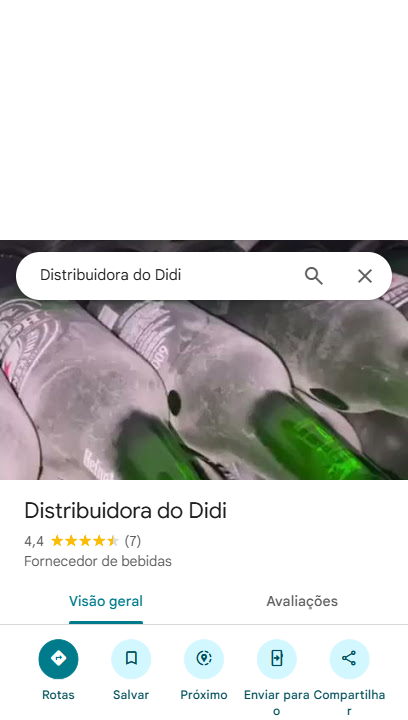 Distribuidora do Didi
Distribuidora do Didi
4,4 (7)
Fornecedor de bebidas
Visão geral
Avaliações
Rotas
Salvar
Próximo
Enviar para
o
Compartilha
r